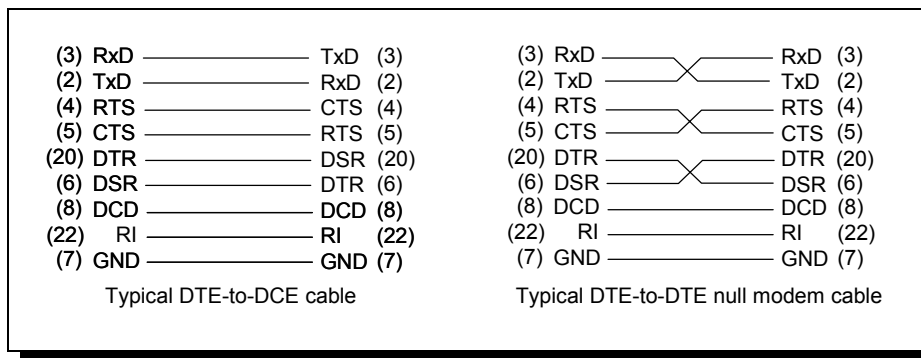 (3) RxD TxD (3)
(2) TxD RxD (2)
(4) RTS CTS (4)
(5) CTS RTS (5)
(20) DTR DSR (20)
(6) DSR DTR (6)
(8) DCD DCD (8)
(22) RI RI (22)
(7) GND GND (7)
Typical DTE-to-DCE cable
(3) RxD RxD (3)
(2) TxD TxD (2)
(4) RTS RTS (4)
(5) CTS CTS (5)
(20) DTR DTR (20)
(6) DSR DSR (6)
(8) DCD DCD (8)
(22) RI RI (22)
(7) GND GND (7)
Typical DTE-to-DTE null modem cable